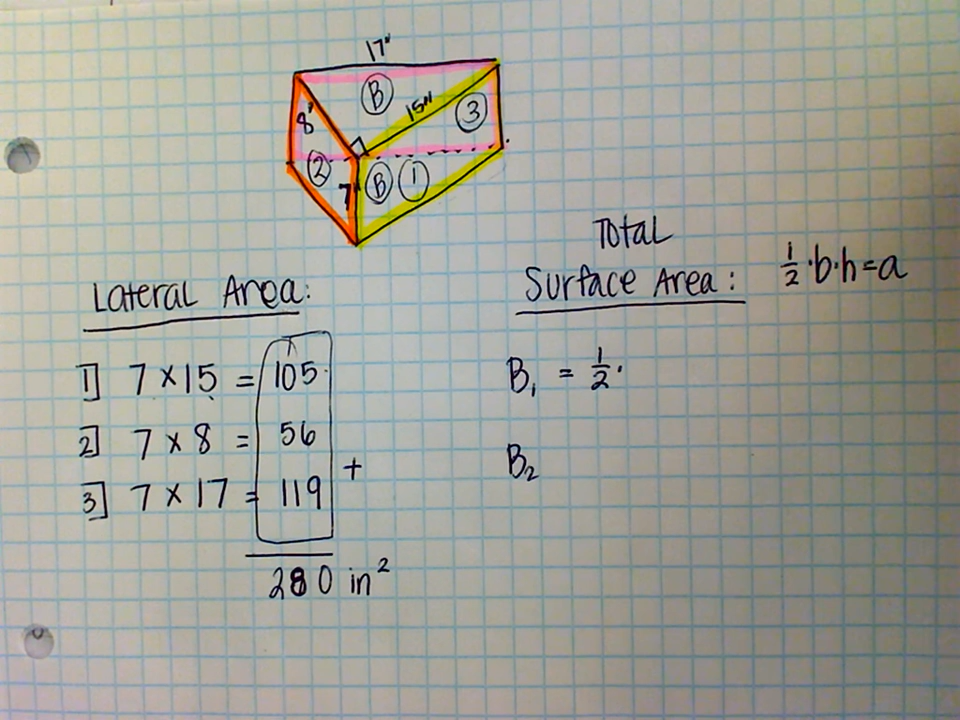 17"
B
15"
3
8"
2
7"
B
1
Total
Lateral Area:
Surface Area: 1/2·b·h=a
1] 7 × 15 = 105
2] 7 × 8 = 56
3] 7 × 17 = 119 +
280 in²
B₁ = 1/2·
B₂